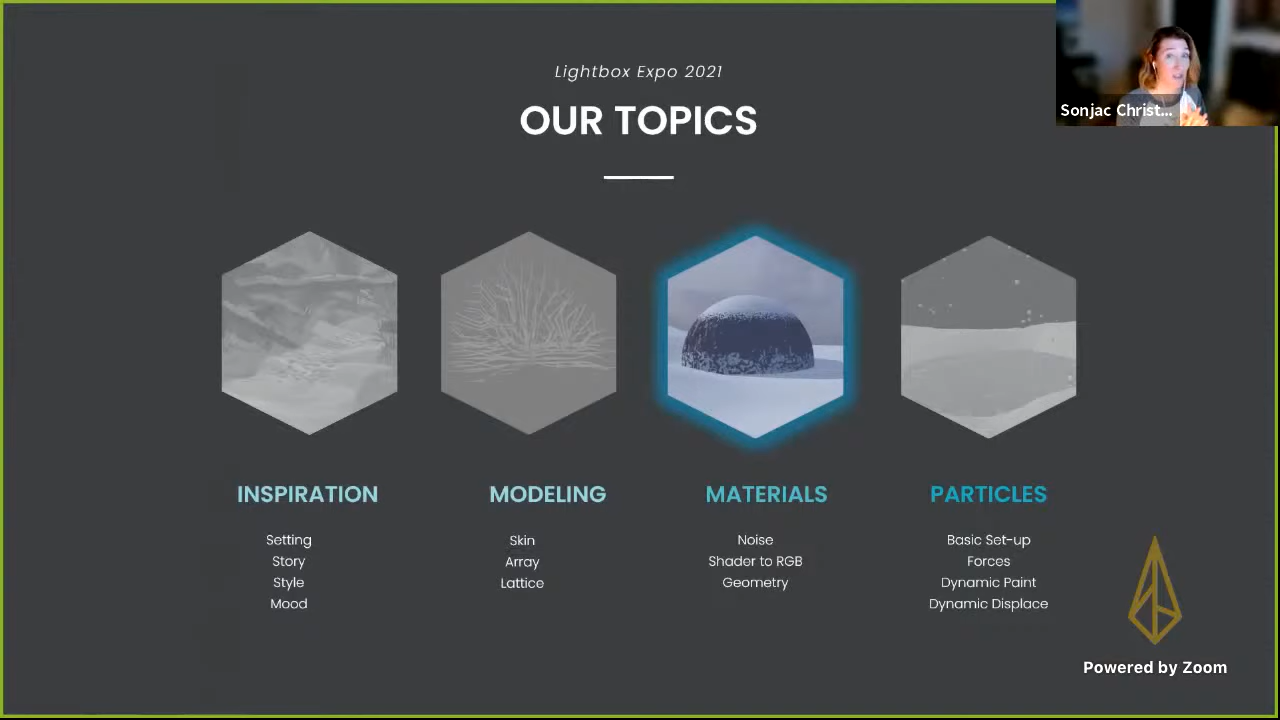 Lightbox Expo 2021
OUR TOPICS
Sonjac Christ...
INSPIRATION
Setting
Story
Style
Mood
MODELING
Skin
Array
Lattice
MATERIALS
Noise
Shader to RGB
Geometry
PARTICLES
Basic Set-up
Forces
Dynamic Paint
Dynamic Displace
Powered by Zoom